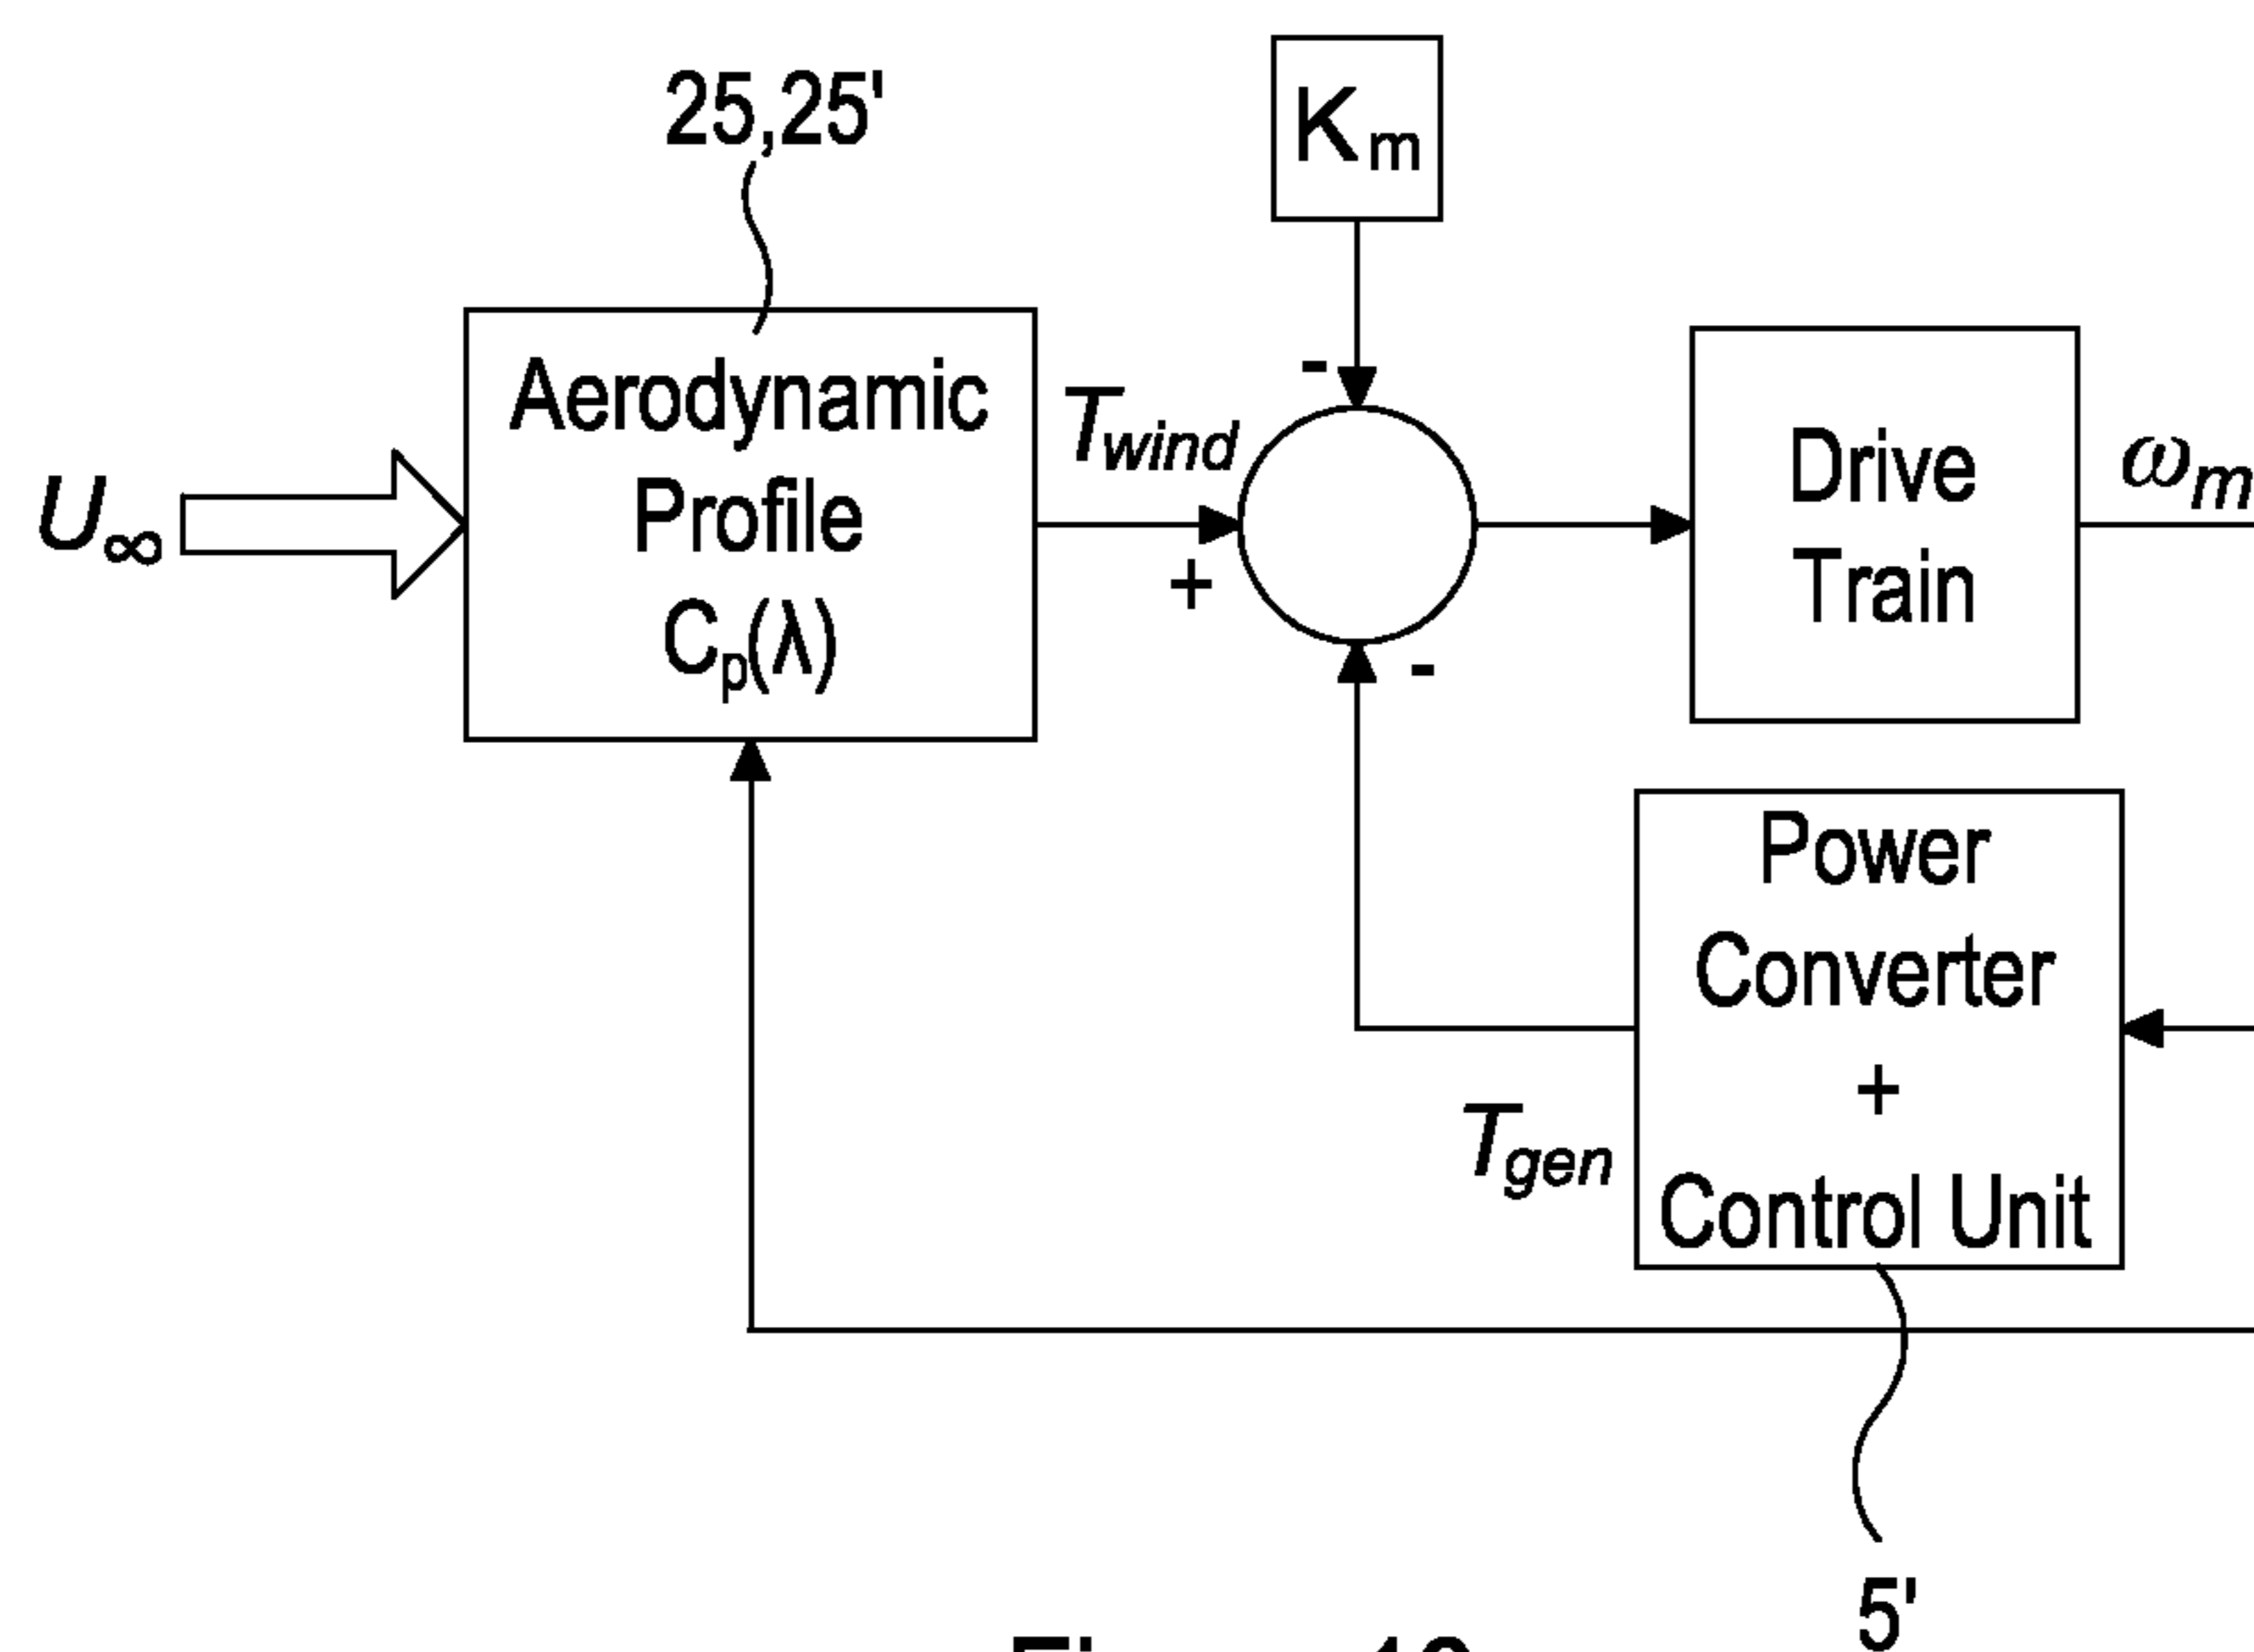 25,25'
Km
Aerodynamic
Profile
Cp(λ)
U∞
Twind
+
-
-
Drive
Train
ωm
Power
Converter
+
Control Unit
Tgen
5'